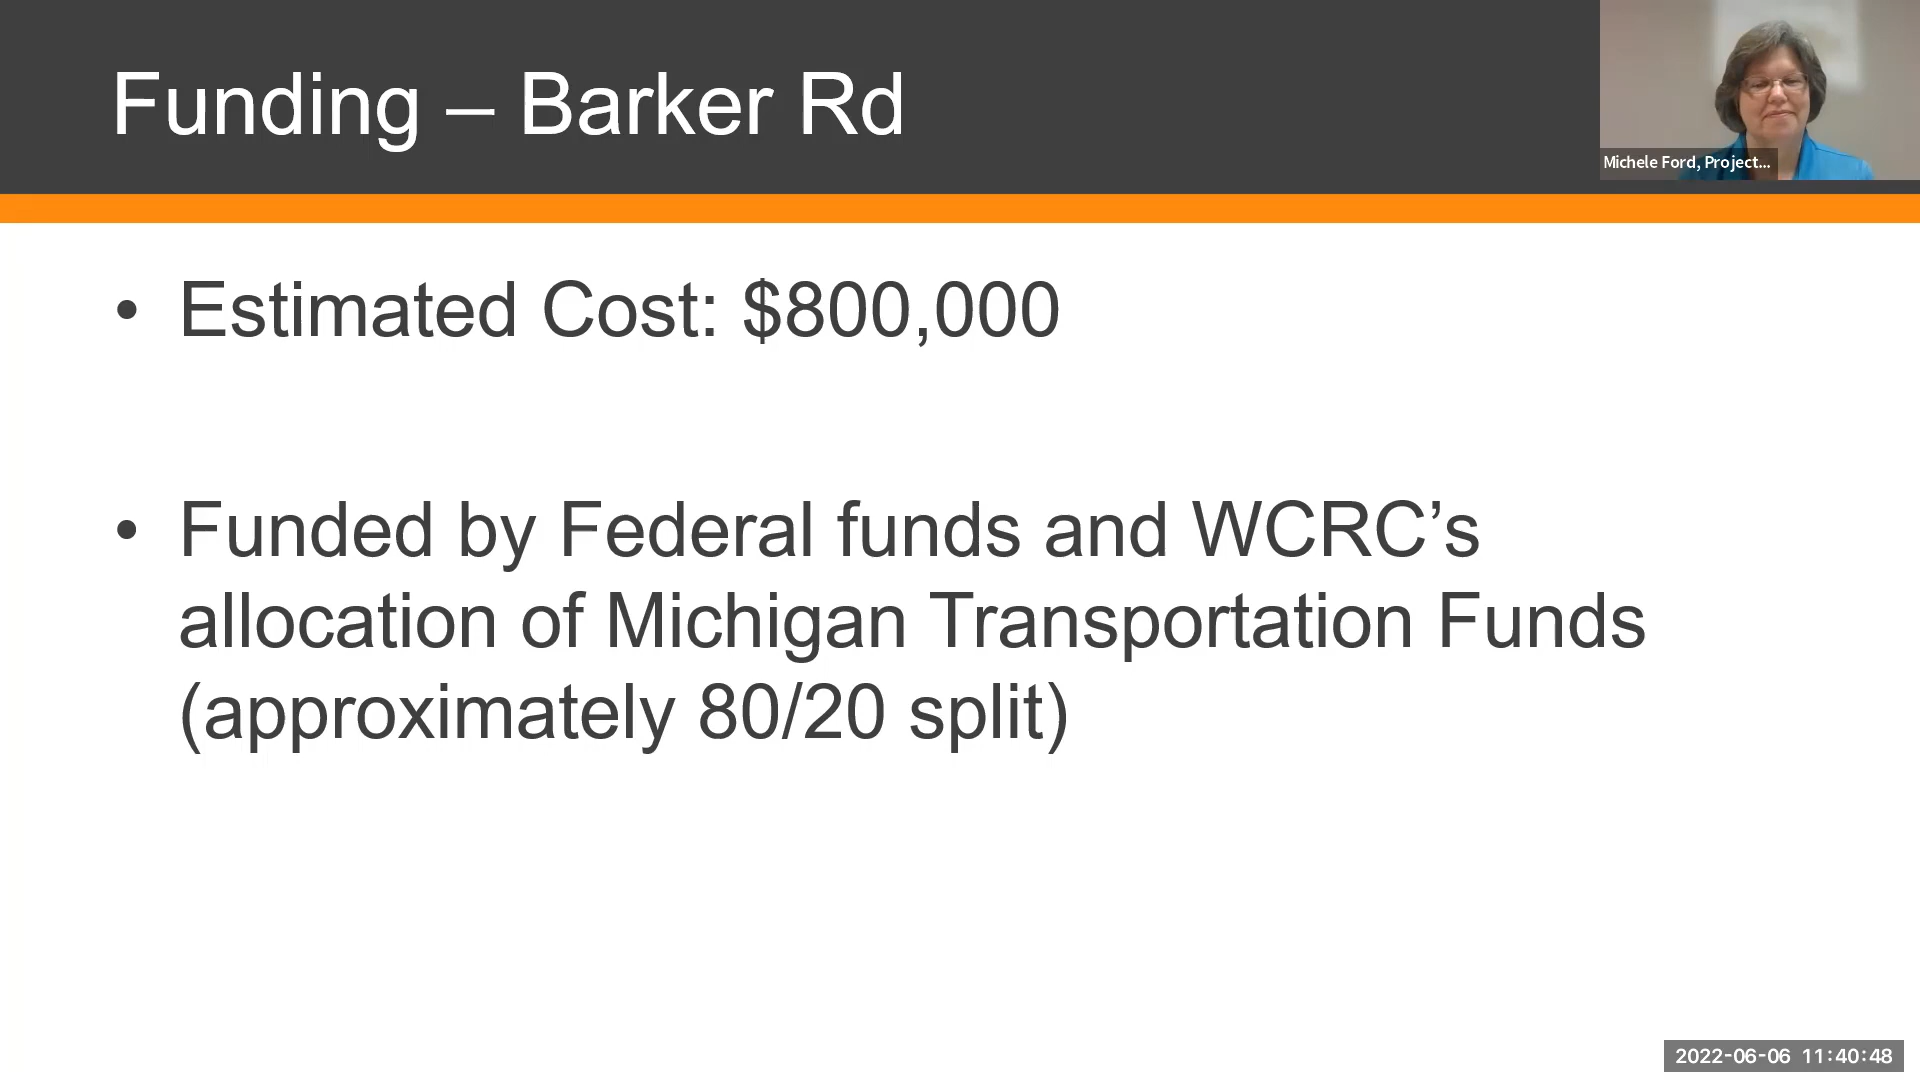 Funding – Barker Rd
Michele Ford, Project...
• Estimated Cost: $800,000
• Funded by Federal funds and WCRC’s
allocation of Michigan Transportation Funds
(approximately 80/20 split)
2022-06-06 11:40:48